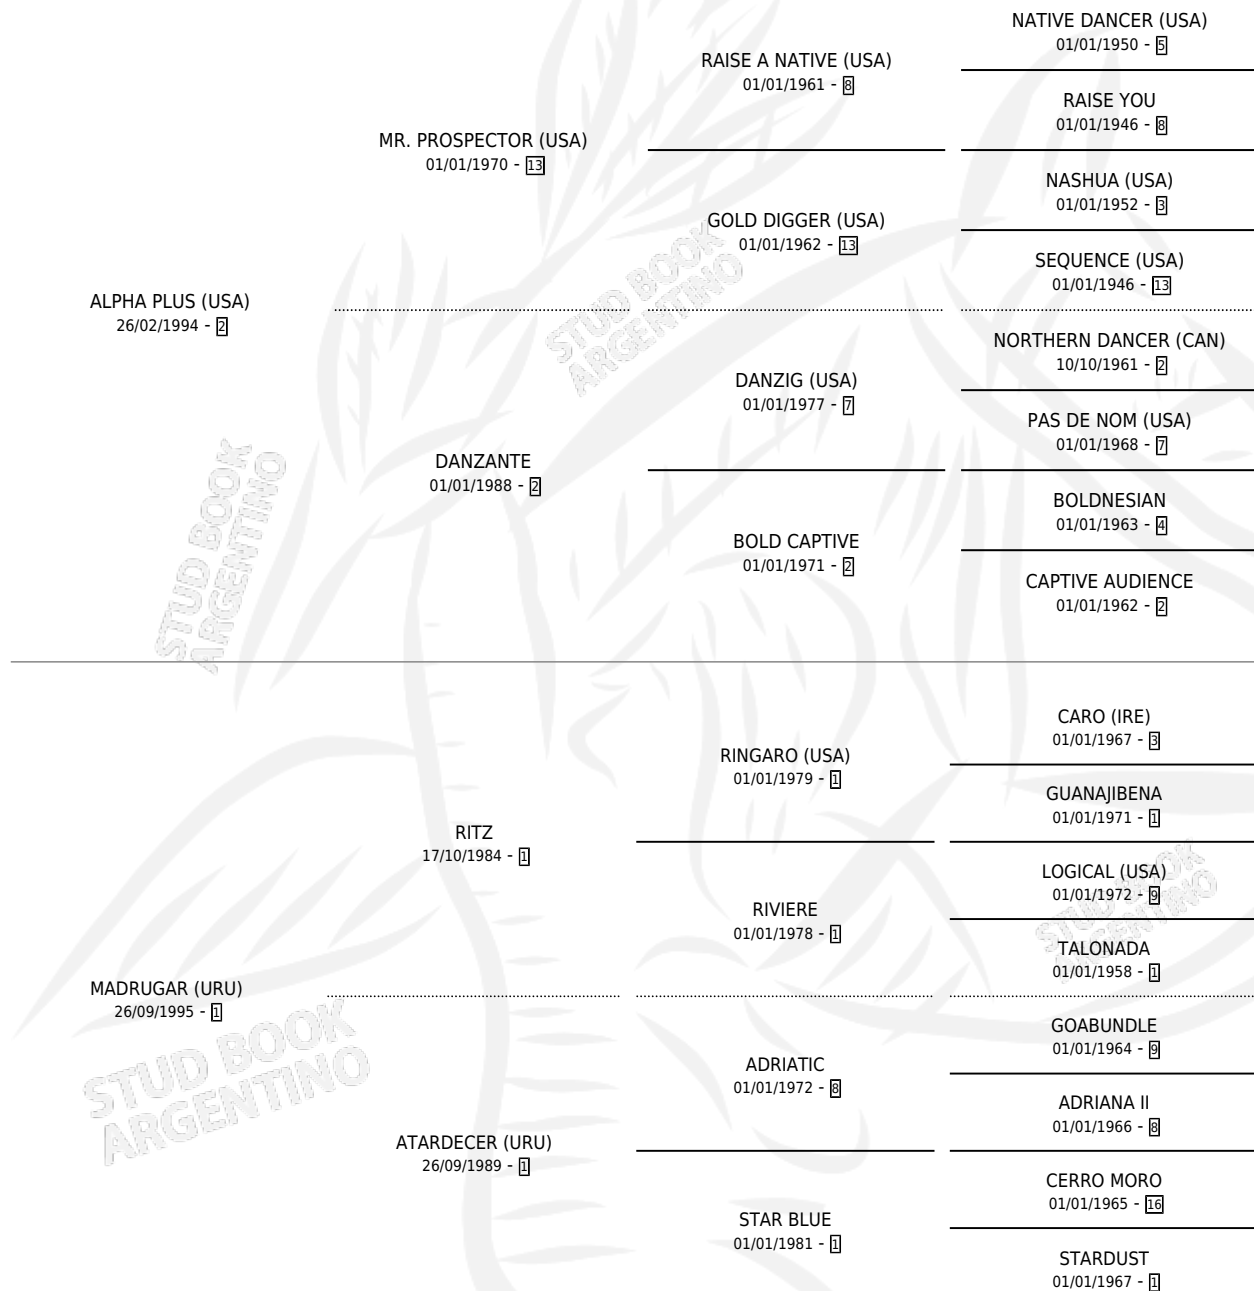 NATIVE DANCER (USA)
01/01/1950 - 5
RAISE A NATIVE (USA)
01/01/1961 - 8
RAISE YOU
01/01/1946 - 8
MR. PROSPECTOR (USA)
01/01/1970 - 13
NASHUA (USA)
01/01/1952 - 3
GOLD DIGGER (USA)
01/01/1962 - 13
SEQUENCE (USA)
01/01/1946 - 13
ALPHA PLUS (USA)
26/02/1994 - 2
NORTHERN DANCER (CAN)
10/10/1961 - 2
DANZIG (USA)
01/01/1977 - 7
PAS DE NOM (USA)
01/01/1968 - 7
DANZANTE
01/01/1988 - 2
BOLDNESIAN
01/01/1963 - 4
BOLD CAPTIVE
01/01/1971 - 2
CAPTIVE AUDIENCE
01/01/1962 - 2
CARO (IRE)
01/01/1967 - 3
RINGARO (USA)
01/01/1979 - 1
GUANAJIBENA
01/01/1971 - 1
RITZ
17/10/1984 - 1
LOGICAL (USA)
01/01/1972 - 9
RIVIERE
01/01/1978 - 1
TALONADA
01/01/1958 - 1
MADRUGAR (URU)
26/09/1995 - 1
GOABUNDLE
01/01/1964 - 9
ADRIATIC
01/01/1972 - 8
ADRIANA II
01/01/1966 - 8
ATARDECER (URU)
26/09/1989 - 1
CERRO MORO
01/01/1965 - 16
STAR BLUE
01/01/1981 - 1
STARDUST
01/01/1967 - 1
STUD BOOK
ARGENTINO
STUD BOOK
ARGENTINO
STUD BOOK
ARGENTINO
STUD BOOK
ARGENTINO